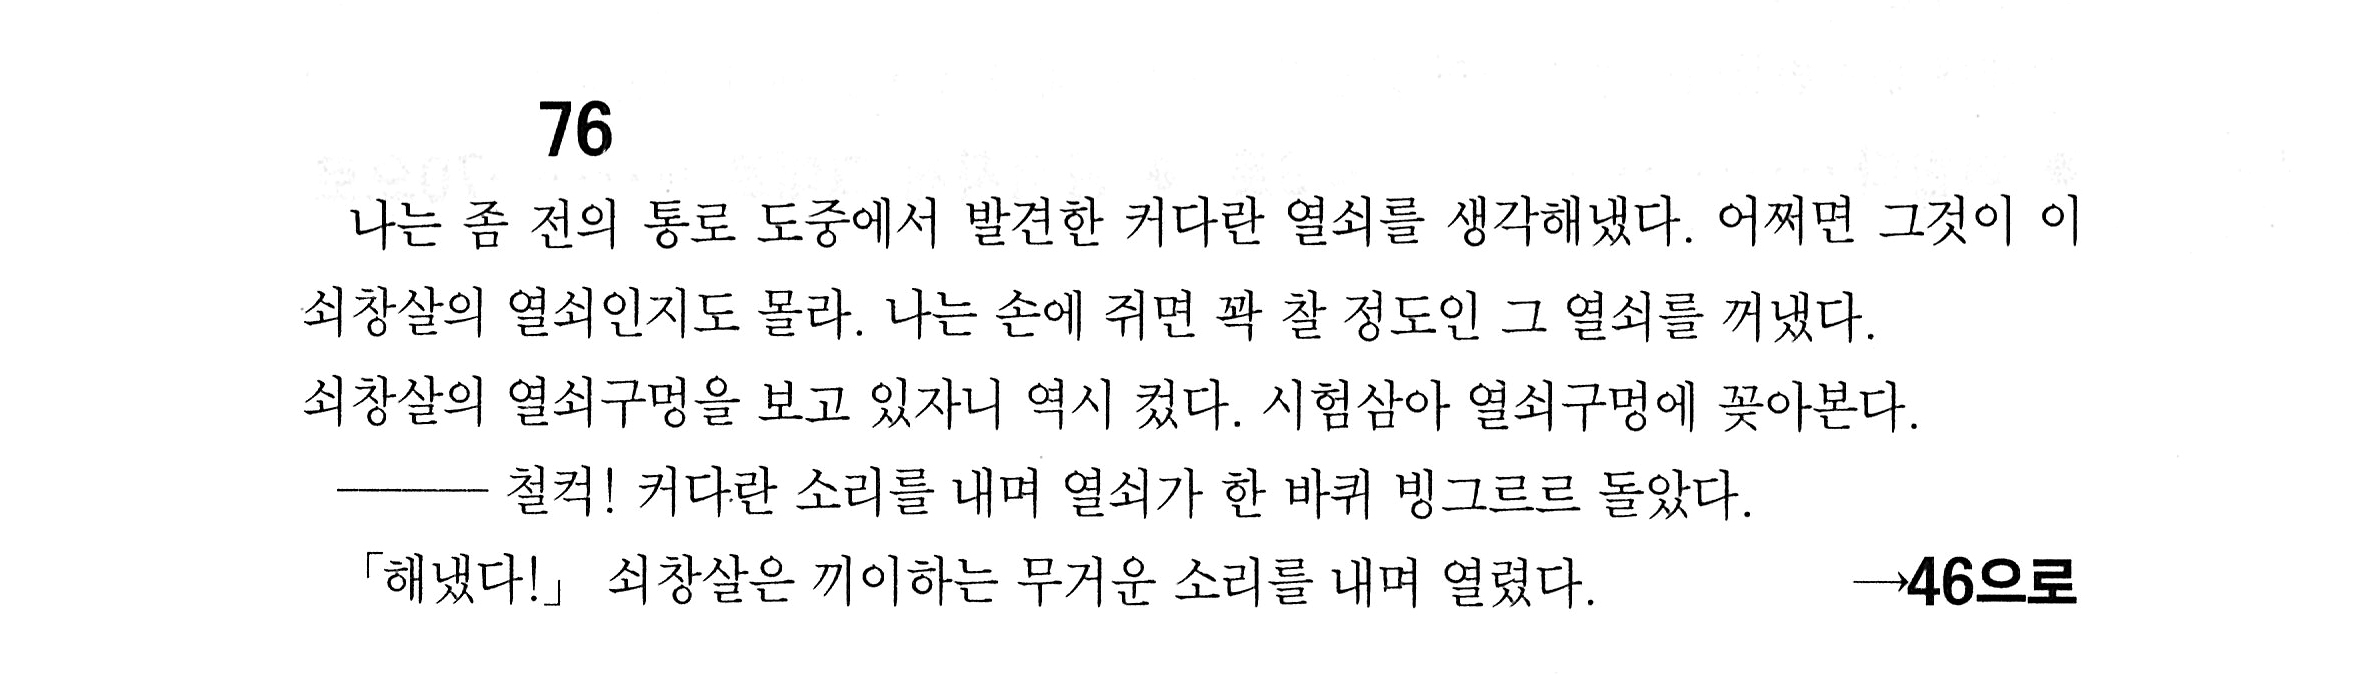 76
나는 좀 전의 통로 도중에서 발견한 커다란 열쇠를 생각해냈다. 어쩌면 그것이 이
쇠창살의 열쇠인지도 몰라. 나는 손에 쥐면 꽉 찰 정도인 그 열쇠를 꺼냈다.
쇠창살의 열쇠구멍을 보고 있자니 역시 컸다. 시험삼아 열쇠구멍에 꽂아본다.
——— 철컥! 커다란 소리를 내며 열쇠가 한 바퀴 빙그르르 돌았다.
「해냈다!」 쇠창살은 끼이하는 무거운 소리를 내며 열렸다. →46으로